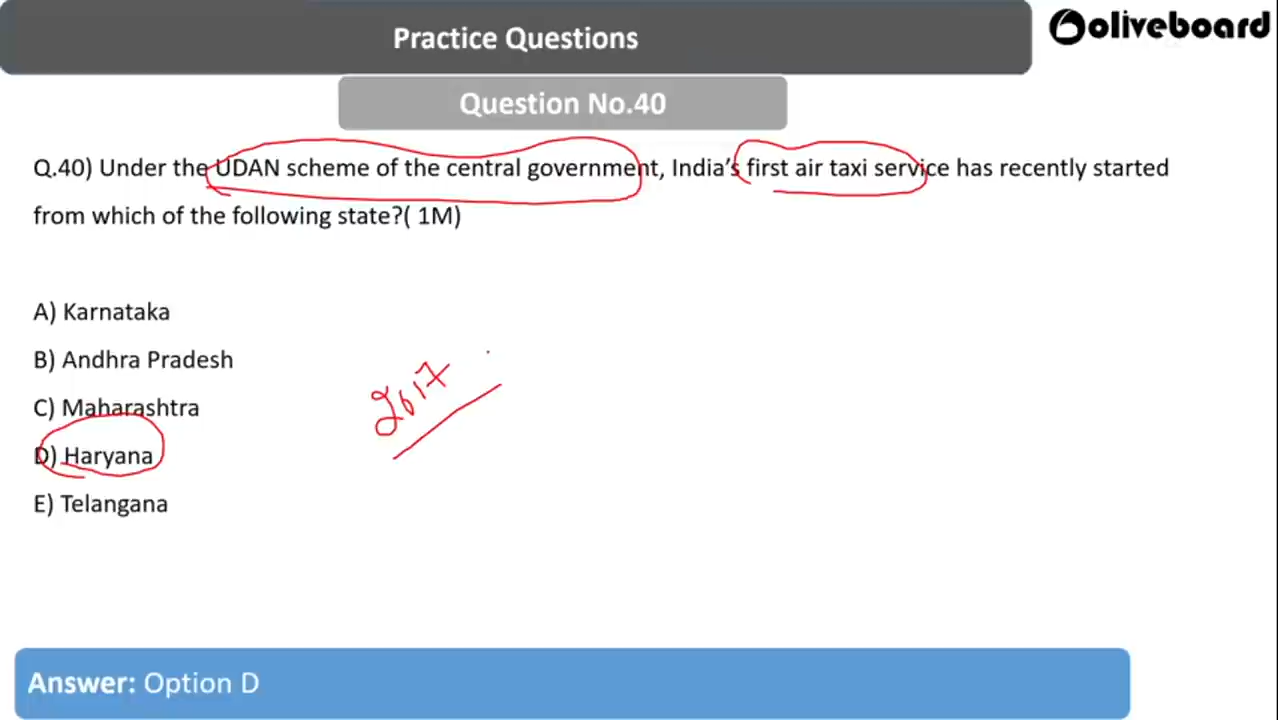 Practice Questions
oliveboard
Question No.40
Q.40) Under the UDAN scheme of the central government, India's first air taxi service has recently started
from which of the following state?( 1M)
A) Karnataka
B) Andhra Pradesh
C) Maharashtra
2017
D) Haryana
E) Telangana
Answer: Option D